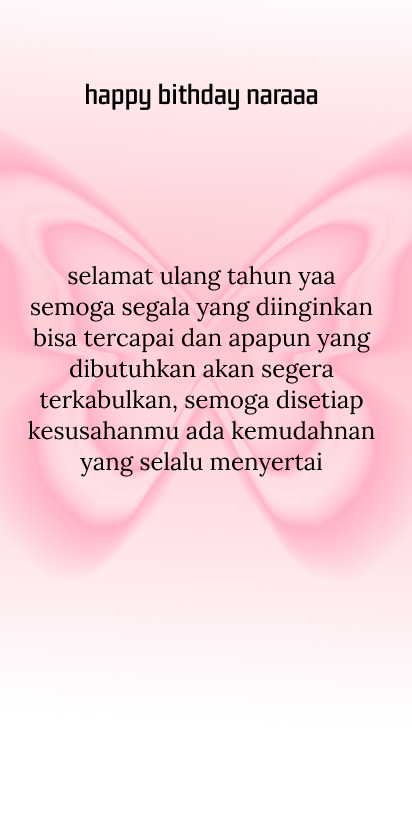 happy bithday naraaa
selamat ulang tahun yaa
semoga segala yang diinginkan
bisa tercapai dan apapun yang
dibutuhkan akan segera
terkabulkan, semoga disetiap
kesusahanmu ada kemudahnan
yang selalu menyertai